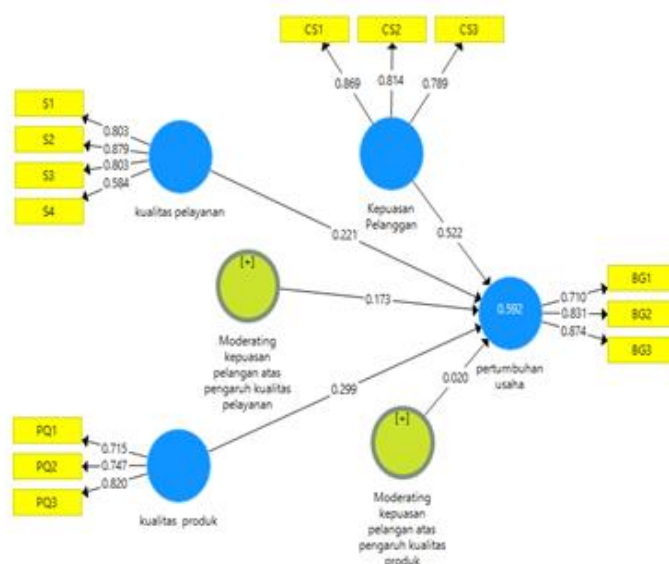 CS1
CS2
CS3
0.869
0.814
0.789
S1
S2
S3
S4
0.803
0.879
0.803
0.584
kualitas pelayanan
Kepuasan
Pelanggan
0.221
0.522
[+]
0.173
Moderating
kepuasan
pelangan atas
pengaruh kualitas
pelayanan
0.592
pertumbuhan
usaha
0.710
0.831
0.874
BG1
BG2
BG3
0.299
0.020
PQ1
PQ2
PQ3
0.715
0.747
0.820
kualitas produk
[+]
Moderating
kepuasan
pelangan atas
pengaruh kualitas
produk